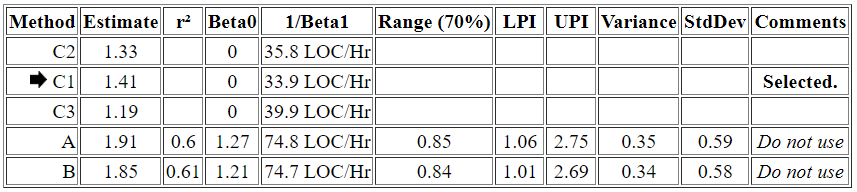 Method Estimate r² Beta0 1/Beta1 Range (70%) LPI UPI Variance StdDev Comments
C2 1.33 0 35.8 LOC/Hr
C1 1.41 0 33.9 LOC/Hr Selected.
C3 1.19 0 39.9 LOC/Hr
A 1.91 0.6 1.27 74.8 LOC/Hr 0.85 1.06 2.75 0.35 0.59 Do not use
B 1.85 0.61 1.21 74.7 LOC/Hr 0.84 1.01 2.69 0.34 0.58 Do not use